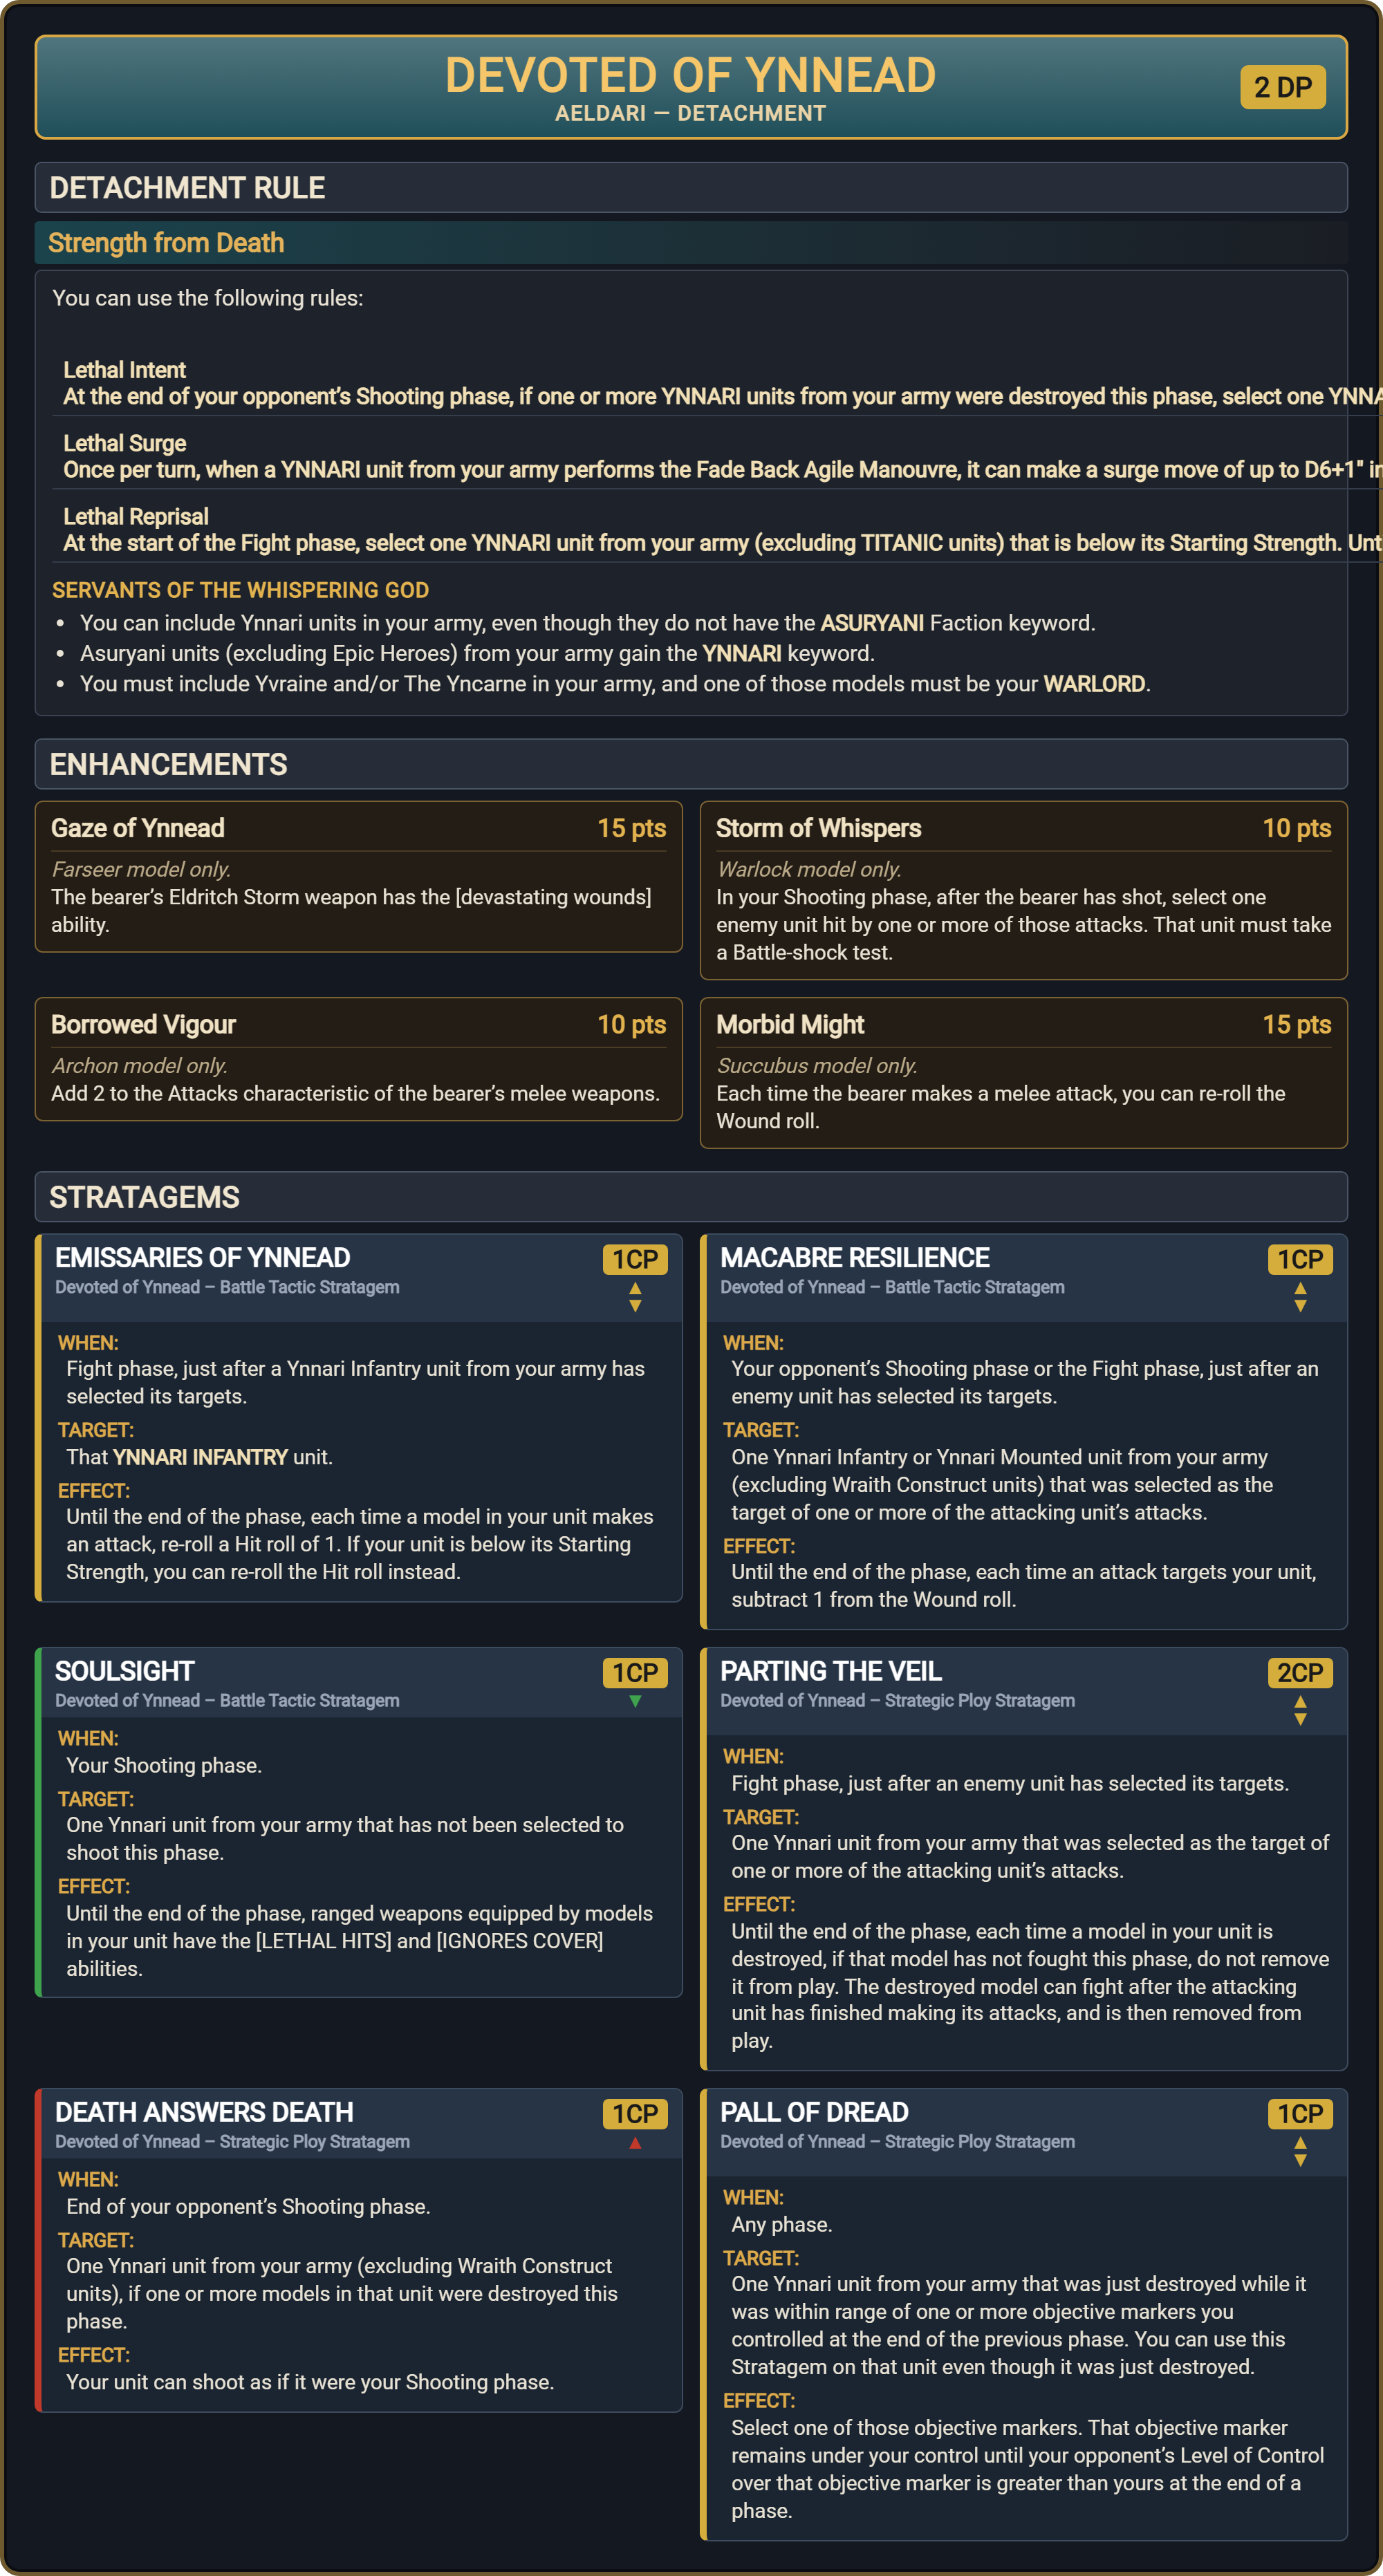 DEVOTED OF YNNEAD
AELDARI — DETACHMENT
2 DP
DETACHMENT RULE
Strength from Death
You can use the following rules:
Lethal Intent
At the end of your opponent’s Shooting phase, if one or more YNNARI units from your army were destroyed this phase, select one
Lethal Surge
Once per turn, when a YNNARI unit from your army performs the Fade Back Agile Manouvre, it can make a surge move of up to D6+1"
Lethal Reprisal
At the start of the Fight phase, select one YNNARI unit from your army (excluding TITANIC units) that is below its Starting Strength.
SERVANTS OF THE WHISPERING GOD
• You can include Ynnari units in your army, even though they do not have the ASURYANI Faction keyword.
• Asuryani units (excluding Epic Heroes) from your army gain the YNNARI keyword.
• You must include Yvraine and/or The Yncarne in your army, and one of those models must be your WARLORD.
ENHANCEMENTS
Gaze of Ynnead 15 pts
Farseer model only.
The bearer’s Eldritch Storm weapon has the [devastating wounds]
ability.
Storm of Whispers 10 pts
Warlock model only.
In your Shooting phase, after the bearer has shot, select one
enemy unit hit by one or more of those attacks. That unit must take
a Battle-shock test.
Borrowed Vigour 10 pts
Archon model only.
Add 2 to the Attacks characteristic of the bearer’s melee weapons.
Morbid Might 15 pts
Succubus model only.
Each time the bearer makes a melee attack, you can re-roll the
Wound roll.
STRATAGEMS
EMISSARIES OF YNNEAD 1CP
Devoted of Ynnead – Battle Tactic Stratagem
▲
▼
WHEN:
Fight phase, just after a Ynnari Infantry unit from your army has
selected its targets.
TARGET:
That YNNARI INFANTRY unit.
EFFECT:
Until the end of the phase, each time a model in your unit makes
an attack, re-roll a Hit roll of 1. If your unit is below its Starting
Strength, you can re-roll the Hit roll instead.
MACABRE RESILIENCE 1CP
Devoted of Ynnead – Battle Tactic Stratagem
▲
▼
WHEN:
Your opponent’s Shooting phase or the Fight phase, just after an
enemy unit has selected its targets.
TARGET:
One Ynnari Infantry or Ynnari Mounted unit from your army
(excluding Wraith Construct units) that was selected as the
target of one or more of the attacking unit’s attacks.
EFFECT:
Until the end of the phase, each time an attack targets your unit,
subtract 1 from the Wound roll.
SOULSIGHT 1CP
Devoted of Ynnead – Battle Tactic Stratagem
▼
WHEN:
Your Shooting phase.
TARGET:
One Ynnari unit from your army that has not been selected to
shoot this phase.
EFFECT:
Until the end of the phase, ranged weapons equipped by models
in your unit have the [LETHAL HITS] and [IGNORES COVER]
abilities.
PARTING THE VEIL 2CP
Devoted of Ynnead – Strategic Ploy Stratagem
▲
▼
WHEN:
Fight phase, just after an enemy unit has selected its targets.
TARGET:
One Ynnari unit from your army that was selected as the target of
one or more of the attacking unit’s attacks.
EFFECT:
Until the end of the phase, each time a model in your unit is
destroyed, if that model has not fought this phase, do not remove
it from play. The destroyed model can fight after the attacking
unit has finished making its attacks, and is then removed from
play.
DEATH ANSWERS DEATH 1CP
Devoted of Ynnead – Strategic Ploy Stratagem
▲
WHEN:
End of your opponent’s Shooting phase.
TARGET:
One Ynnari unit from your army (excluding Wraith Construct
units), if one or more models in that unit were destroyed this
phase.
EFFECT:
Your unit can shoot as if it were your Shooting phase.
PALL OF DREAD 1CP
Devoted of Ynnead – Strategic Ploy Stratagem
▲
▼
WHEN:
Any phase.
TARGET:
One Ynnari unit from your army that was just destroyed while it
was within range of one or more objective markers you
controlled at the end of the previous phase. You can use this
Stratagem on that unit even though it was just destroyed.
EFFECT:
Select one of those objective markers. That objective marker
remains under your control until your opponent’s Level of Control
over that objective marker is greater than yours at the end of a
phase.